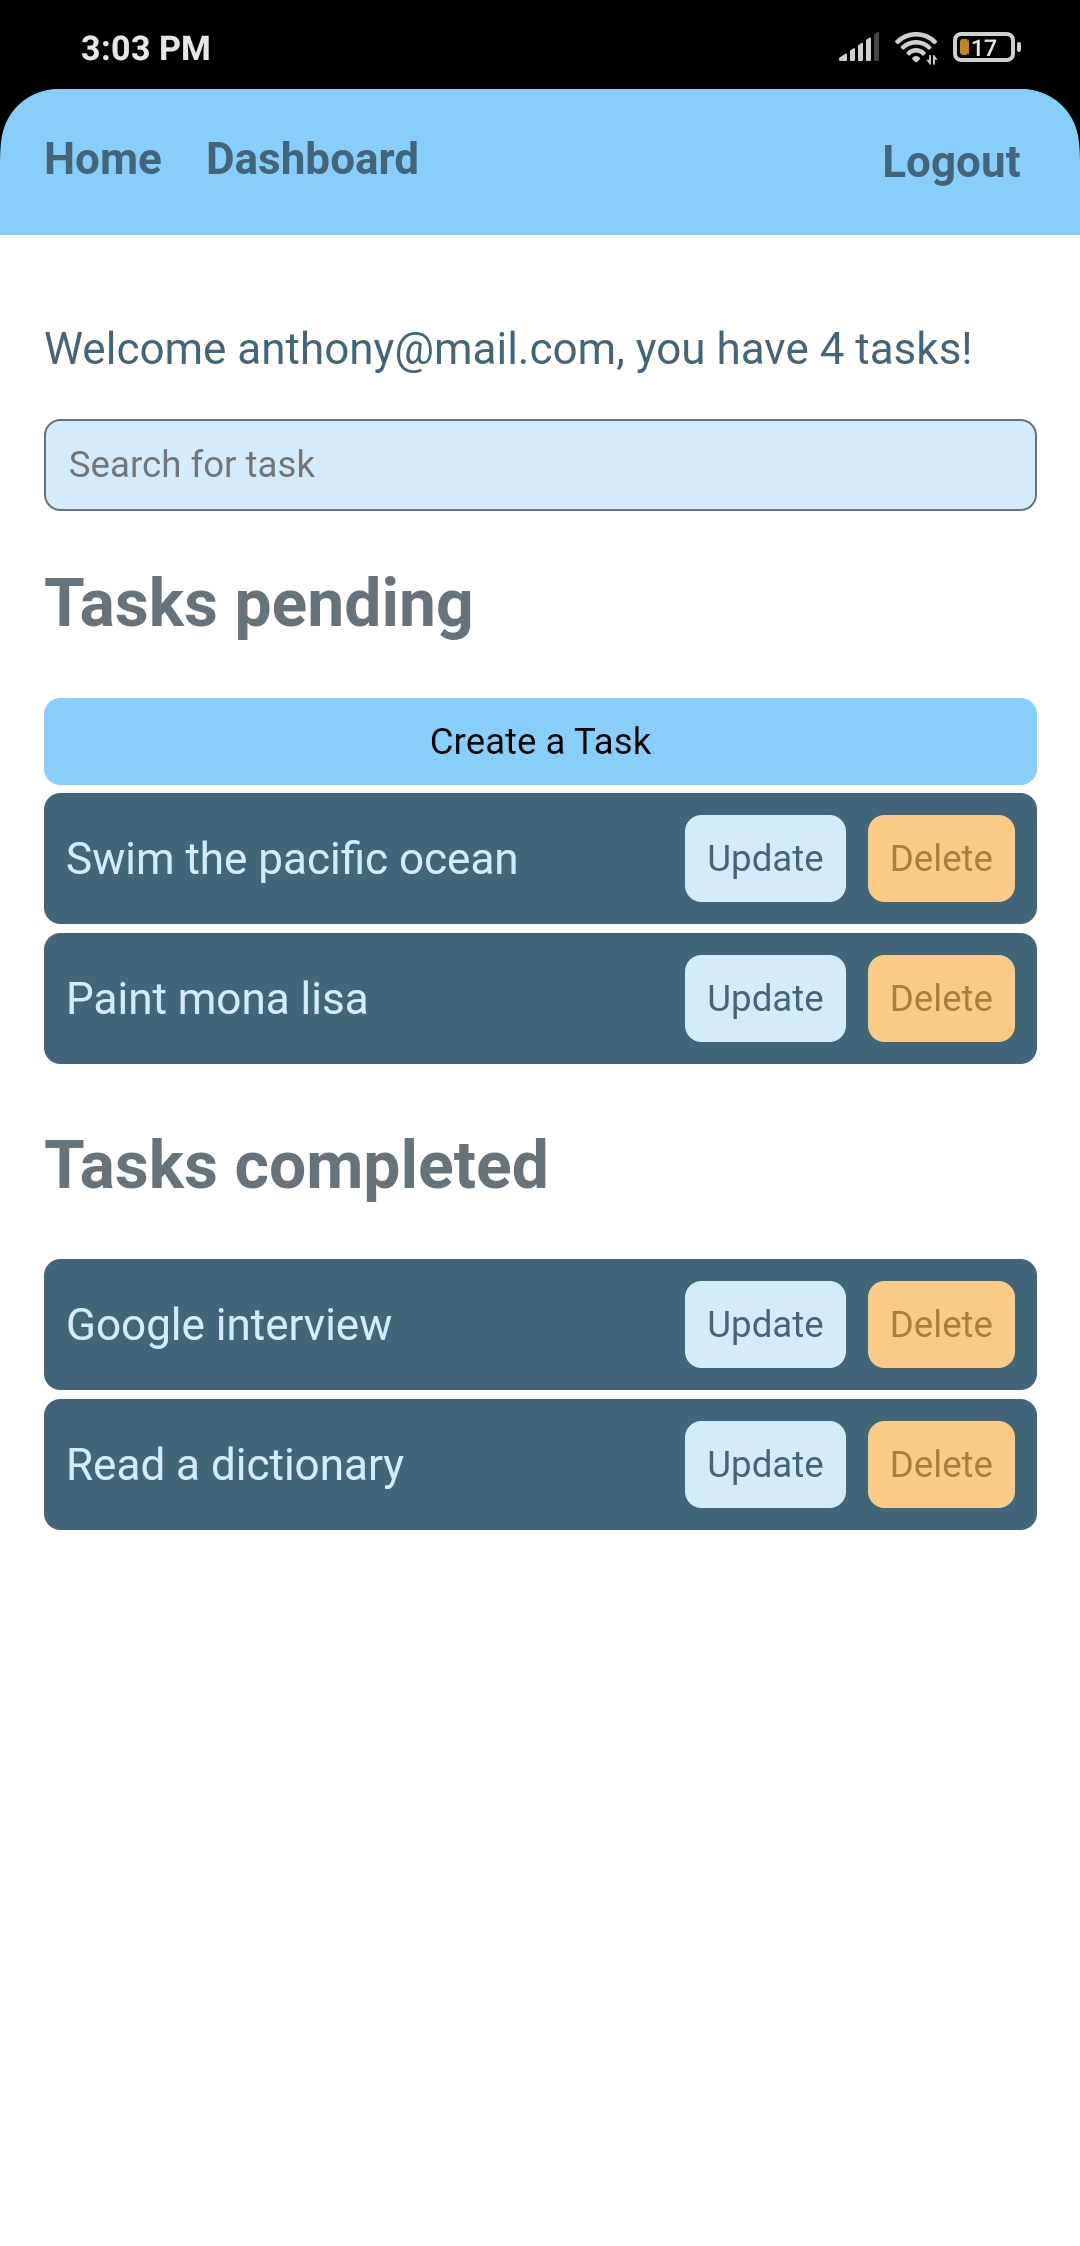 3:03 PM 17
Home Dashboard Logout
Welcome anthony@mail.com, you have 4 tasks!
Search for task
Tasks pending
Create a Task
Swim the pacific ocean Update Delete
Paint mona lisa Update Delete
Tasks completed
Google interview Update Delete
Read a dictionary Update Delete